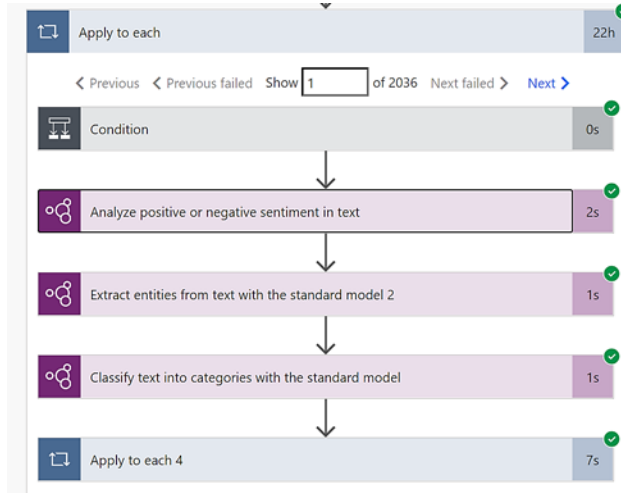 Apply to each 22h
Previous Previous failed Show 1 of 2036 Next failed Next
Condition 0s
Analyze positive or negative sentiment in text 2s
Extract entities from text with the standard model 2 1s
Classify text into categories with the standard model 1s
Apply to each 4 7s